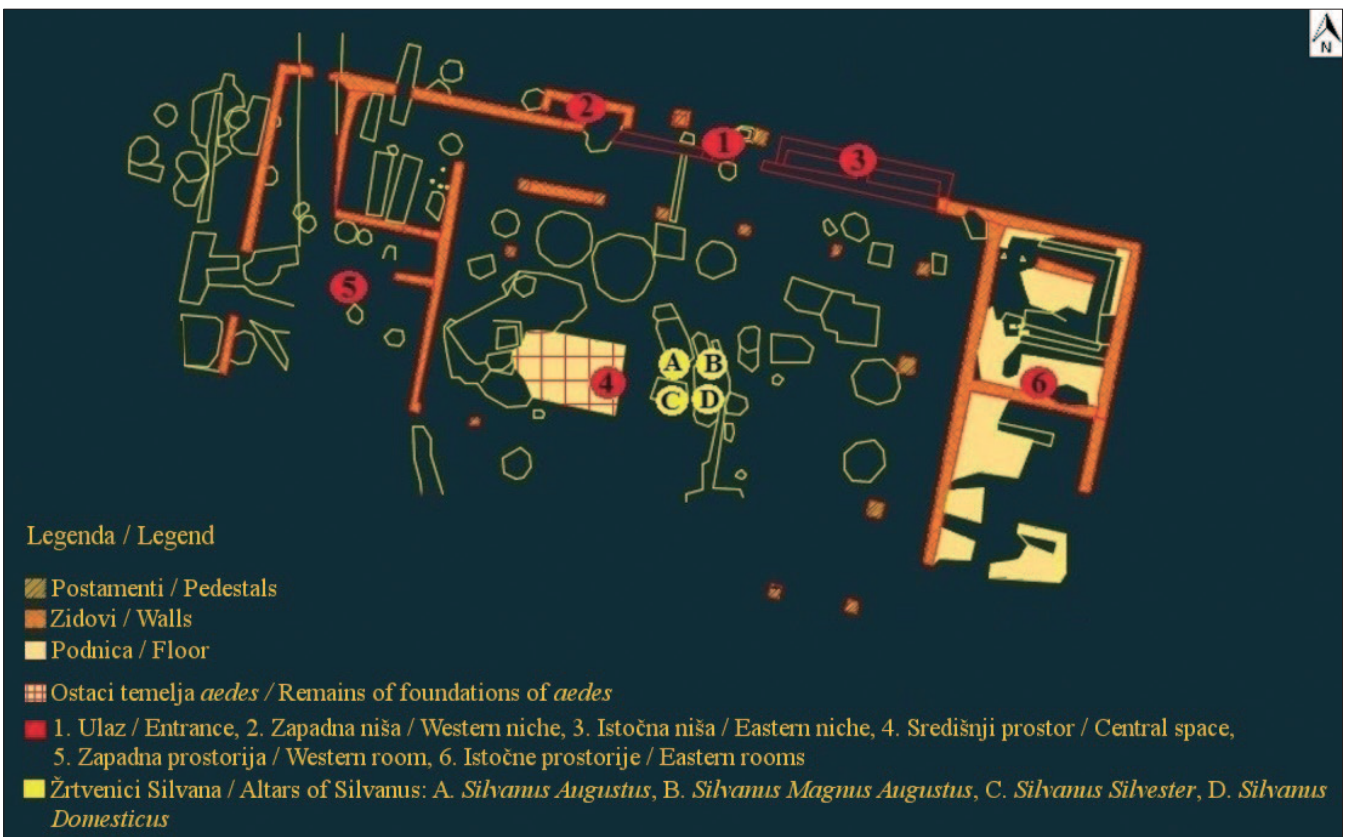 N
2
1
3
5
A B
4
C D
6
Legenda / Legend
Postamenti / Pedestals
Zidovi / Walls
Podnica / Floor
Ostaci temelja aedes / Remains of foundations of aedes
1. Ulaz / Entrance, 2. Zapadna niša / Western niche, 3. Istočna niša / Eastern niche, 4. Središnji prostor / Central space,
5. Zapadna prostorija / Western room, 6. Istočne prostorije / Eastern rooms
Žrtvenici Silvana / Altars of Silvanus: A. Silvanus Augustus, B. Silvanus Magnus Augustus, C. Silvanus Silvester, D. Silvanus
Domesticus